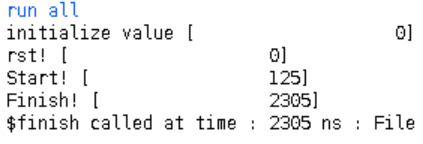 run all
initialize value [                    0]
rst! [                    0]
Start! [                  125]
Finish! [                 2305]
$finish called at time : 2305 ns : File